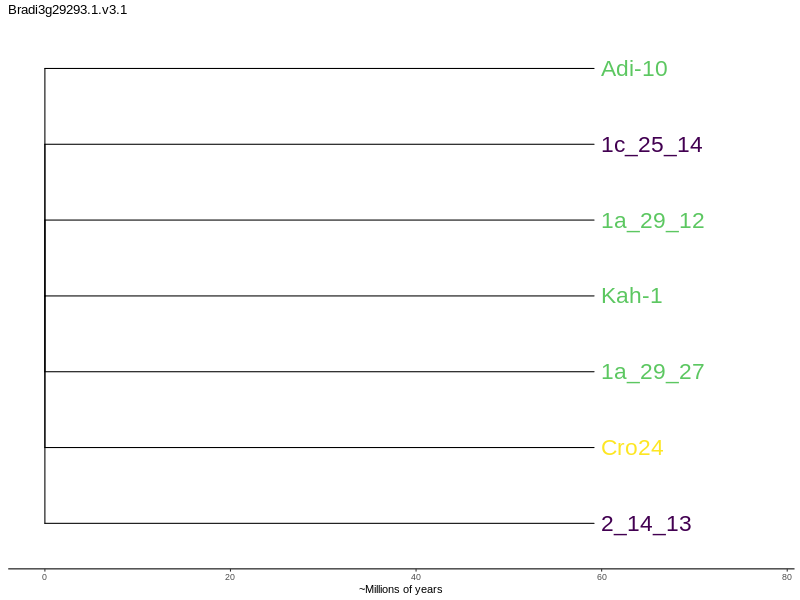 Bradi3g29293.1.v3.1
Adi-10
1c_25_14
1a_29_12
Kah-1
1a_29_27
Cro24
2_14_13
0 20 40 60 80
~Millions of years